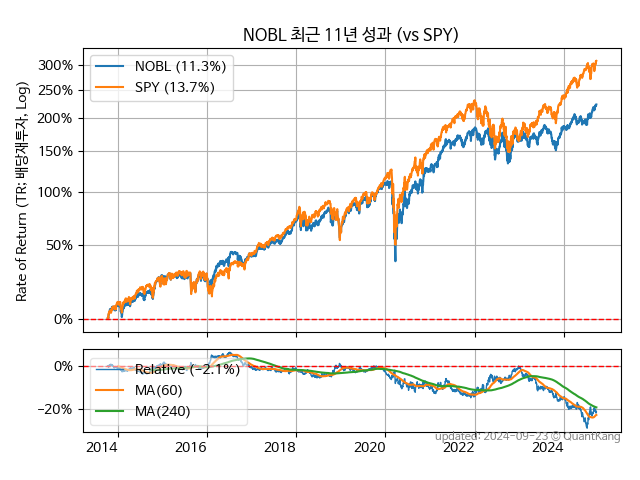 NOBL 최근 11년 성과 (vs SPY)
Rate of Return (TR; 배당재투자, Log)
300%
250%
200%
150%
100%
50%
0%
NOBL (11.3%)
SPY (13.7%)
0%
−20%
Relative (−2.1%)
MA(60)
MA(240)
updated: 2024-09-23 © QuantKang
2014 2016 2018 2020 2022 2024